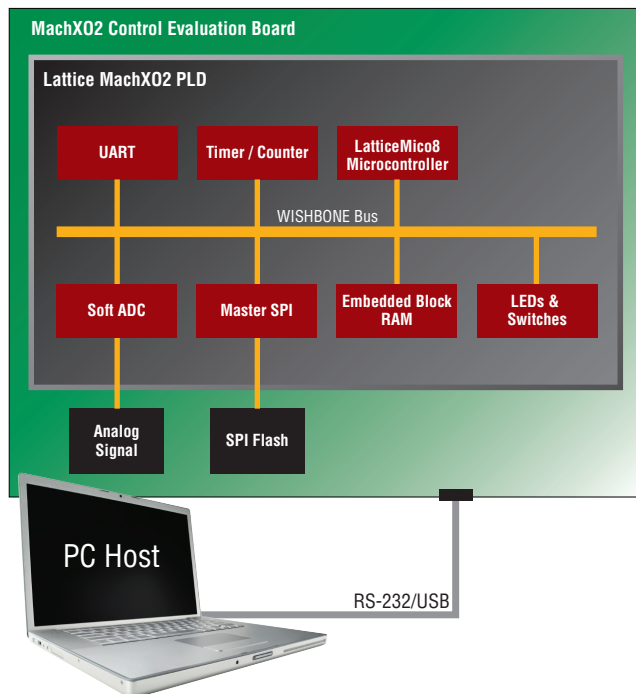 MachXO2 Control Evaluation Board
Lattice MachXO2 PLD
UART
Timer / Counter
LatticeMico8
Microcontroller
WISHBONE Bus
Soft ADC
Master SPI
Embedded Block
RAM
LEDs &
Switches
Analog
Signal
SPI Flash
PC Host
RS-232/USB